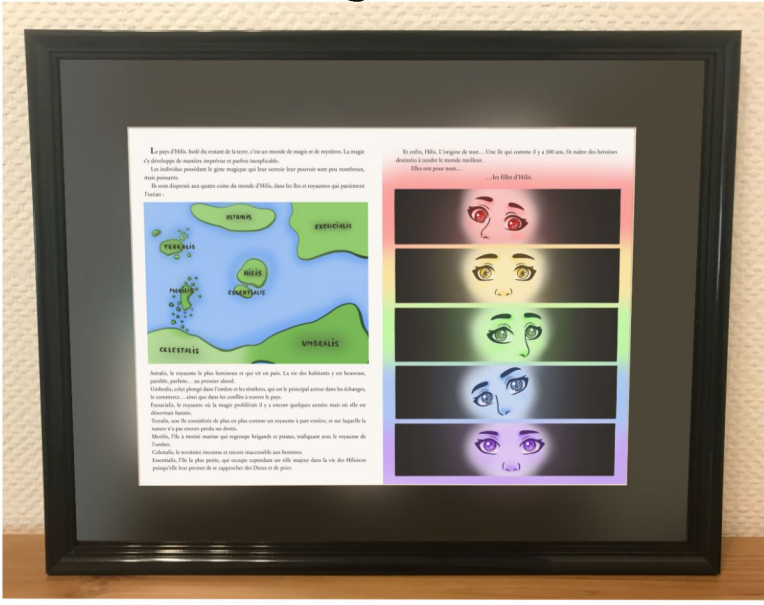 Le pays d'Hilis. Isolé du restant de la terre, c'est un monde de magie et de mystères. La magie
s'y développe de manière imprévue et parfois inexplicable.
Les individus possédant le gène magique qui leur octroie leur pouvoir sont peu nombreux,
mais puissants.
Ils sont dispersés aux quatre coins du monde d'Hilis, dans les îles et royaumes qui parsèment
l'océan :
ASTRALIS
EXOUCIALIS
TERRALIS
HILIS
MORILIS
ESSENTIALIS
CELESTALIS
UMBRALIS
Astralis, le royaume le plus lumineux et qui vit en paix. La vie des habitants y est heureuse,
paisible, parfaite… au premier abord.
Umbralis, celui plongé dans l'ombre et les ténèbres, qui est le principal acteur dans les échanges,
le commerce… ainsi que dans les conflits à travers le pays.
Exoucialis, le royaume où la magie proliférait il y a encore quelques années mais où elle est
désormais bannie.
Terralis, une île considérée de plus en plus comme un royaume à part entière, et sur laquelle la
nature n'a pas encore perdu ses droits.
Morilis, l'île à moitié marine qui regroupe brigands et pirates, trafiquant avec le royaume de
l'ombre.
Celestalis, le territoire inconnu et encore inaccessible aux hommes.
Essentialis, l'île la plus petite, qui occupe cependant un rôle majeur dans la vie des Hilisiens
puisqu'elle leur permet de se rapprocher des Dieux et de prier.
Et enfin, Hilis. L'origine de tout… Une île qui comme il y a 300 ans, fit naître des héroïnes
destinées à rendre le monde meilleur.
Elles ont pour nom…
…les filles d'Hilis.